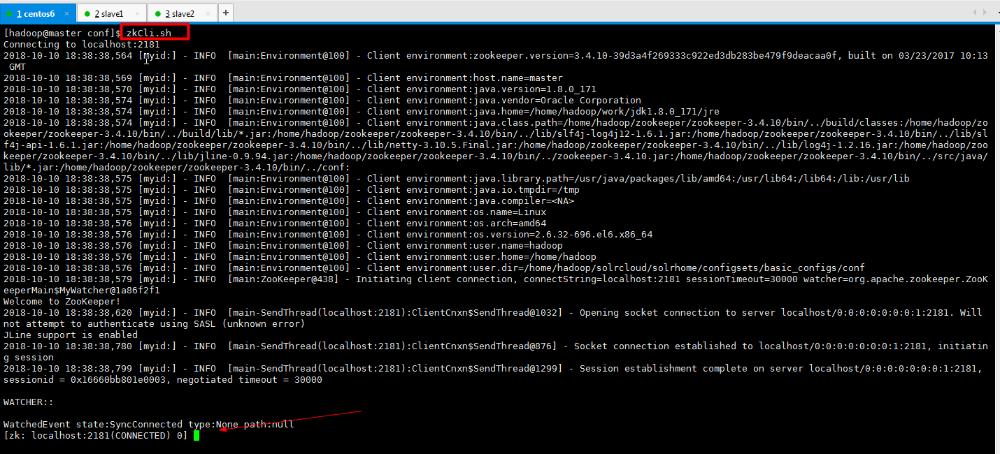 1 centos6 × 2 slave1 × 3 slave2 × +
[hadoop@master conf]$ zkCli.sh
Connecting to localhost:2181
2018-10-10 18:38:38,564 [myid:] - INFO  [main:Environment@100] - Client environment:zookeeper.version=3.4.10-39d3a4f269333c922ed3db283be479f9deacaa0f, built on 03/23/2017 10:13
 GMT
2018-10-10 18:38:38,569 [myid:] - INFO  [main:Environment@100] - Client environment:host.name=master
2018-10-10 18:38:38,570 [myid:] - INFO  [main:Environment@100] - Client environment:java.version=1.8.0_171
2018-10-10 18:38:38,574 [myid:] - INFO  [main:Environment@100] - Client environment:java.vendor=Oracle Corporation
2018-10-10 18:38:38,574 [myid:] - INFO  [main:Environment@100] - Client environment:java.home=/home/hadoop/work/jdk1.8.0_171/jre
2018-10-10 18:38:38,574 [myid:] - INFO  [main:Environment@100] - Client environment:java.class.path=/home/hadoop/zookeeper/zookeeper-3.4.10/bin/../build/classes:/home/hadoop/zo
okeeper/zookeeper-3.4.10/bin/../build/lib/*.jar:/home/hadoop/zookeeper/zookeeper-3.4.10/bin/../lib/slf4j-log4j12-1.6.1.jar:/home/hadoop/zookeeper/zookeeper-3.4.10/bin/../lib/sl
f4j-api-1.6.1.jar:/home/hadoop/zookeeper/zookeeper-3.4.10/bin/../lib/netty-3.10.5.Final.jar:/home/hadoop/zookeeper/zookeeper-3.4.10/bin/../lib/log4j-1.2.16.jar:/home/hadoop/zoo
keeper/zookeeper-3.4.10/bin/../lib/jline-0.9.94.jar:/home/hadoop/zookeeper/zookeeper-3.4.10/bin/../zookeeper-3.4.10.jar:/home/hadoop/zookeeper/zookeeper-3.4.10/bin/../src/java/
lib/*.jar:/home/hadoop/zookeeper/zookeeper-3.4.10/bin/../conf:
2018-10-10 18:38:38,575 [myid:] - INFO  [main:Environment@100] - Client environment:java.library.path=/usr/java/packages/lib/amd64:/usr/lib64:/lib64:/lib:/usr/lib
2018-10-10 18:38:38,575 [myid:] - INFO  [main:Environment@100] - Client environment:java.io.tmpdir=/tmp
2018-10-10 18:38:38,575 [myid:] - INFO  [main:Environment@100] - Client environment:java.compiler=<NA>
2018-10-10 18:38:38,575 [myid:] - INFO  [main:Environment@100] - Client environment:os.name=Linux
2018-10-10 18:38:38,576 [myid:] - INFO  [main:Environment@100] - Client environment:os.arch=amd64
2018-10-10 18:38:38,576 [myid:] - INFO  [main:Environment@100] - Client environment:os.version=2.6.32-696.el6.x86_64
2018-10-10 18:38:38,576 [myid:] - INFO  [main:Environment@100] - Client environment:user.name=hadoop
2018-10-10 18:38:38,576 [myid:] - INFO  [main:Environment@100] - Client environment:user.home=/home/hadoop
2018-10-10 18:38:38,576 [myid:] - INFO  [main:Environment@100] - Client environment:user.dir=/home/hadoop/solrcloud/solrhome/configsets/basic_configs/conf
2018-10-10 18:38:38,579 [myid:] - INFO  [main:ZooKeeper@438] - Initiating client connection, connectString=localhost:2181 sessionTimeout=30000 watcher=org.apache.zookeeper.ZooK
eeperMain$MyWatcher@1a86f2f1
Welcome to ZooKeeper!
2018-10-10 18:38:38,620 [myid:] - INFO  [main-SendThread(localhost:2181):ClientCnxn$SendThread@1032] - Opening socket connection to server localhost/0:0:0:0:0:0:0:1:2181. Will
not attempt to authenticate using SASL (unknown error)
JLine support is enabled
2018-10-10 18:38:38,780 [myid:] - INFO  [main-SendThread(localhost:2181):ClientCnxn$SendThread@876] - Socket connection established to localhost/0:0:0:0:0:0:0:1:2181, initiatin
g session
2018-10-10 18:38:38,799 [myid:] - INFO  [main-SendThread(localhost:2181):ClientCnxn$SendThread@1299] - Session establishment complete on server localhost/0:0:0:0:0:0:0:1:2181,
sessionid = 0x16660bb801e0003, negotiated timeout = 30000
WATCHER::
WatchedEvent state:SyncConnected type:None path:null
[zk: localhost:2181(CONNECTED) 0]